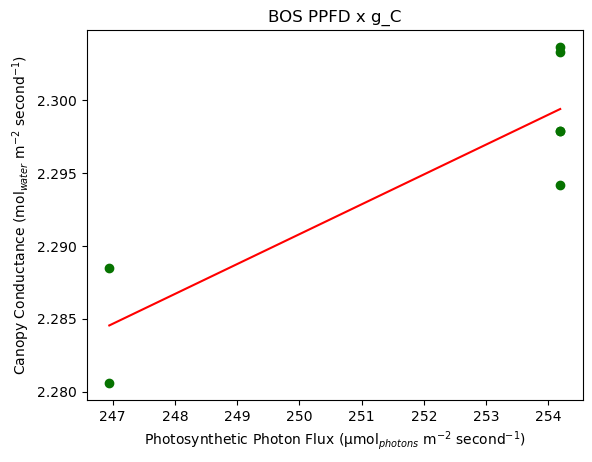 BOS PPFD x g_C
Canopy Conductance (mol_water m⁻² second⁻¹)
2.300
2.295
2.290
2.285
2.280
247 248 249 250 251 252 253 254
Photosynthetic Photon Flux (μmol_photons m⁻² second⁻¹)